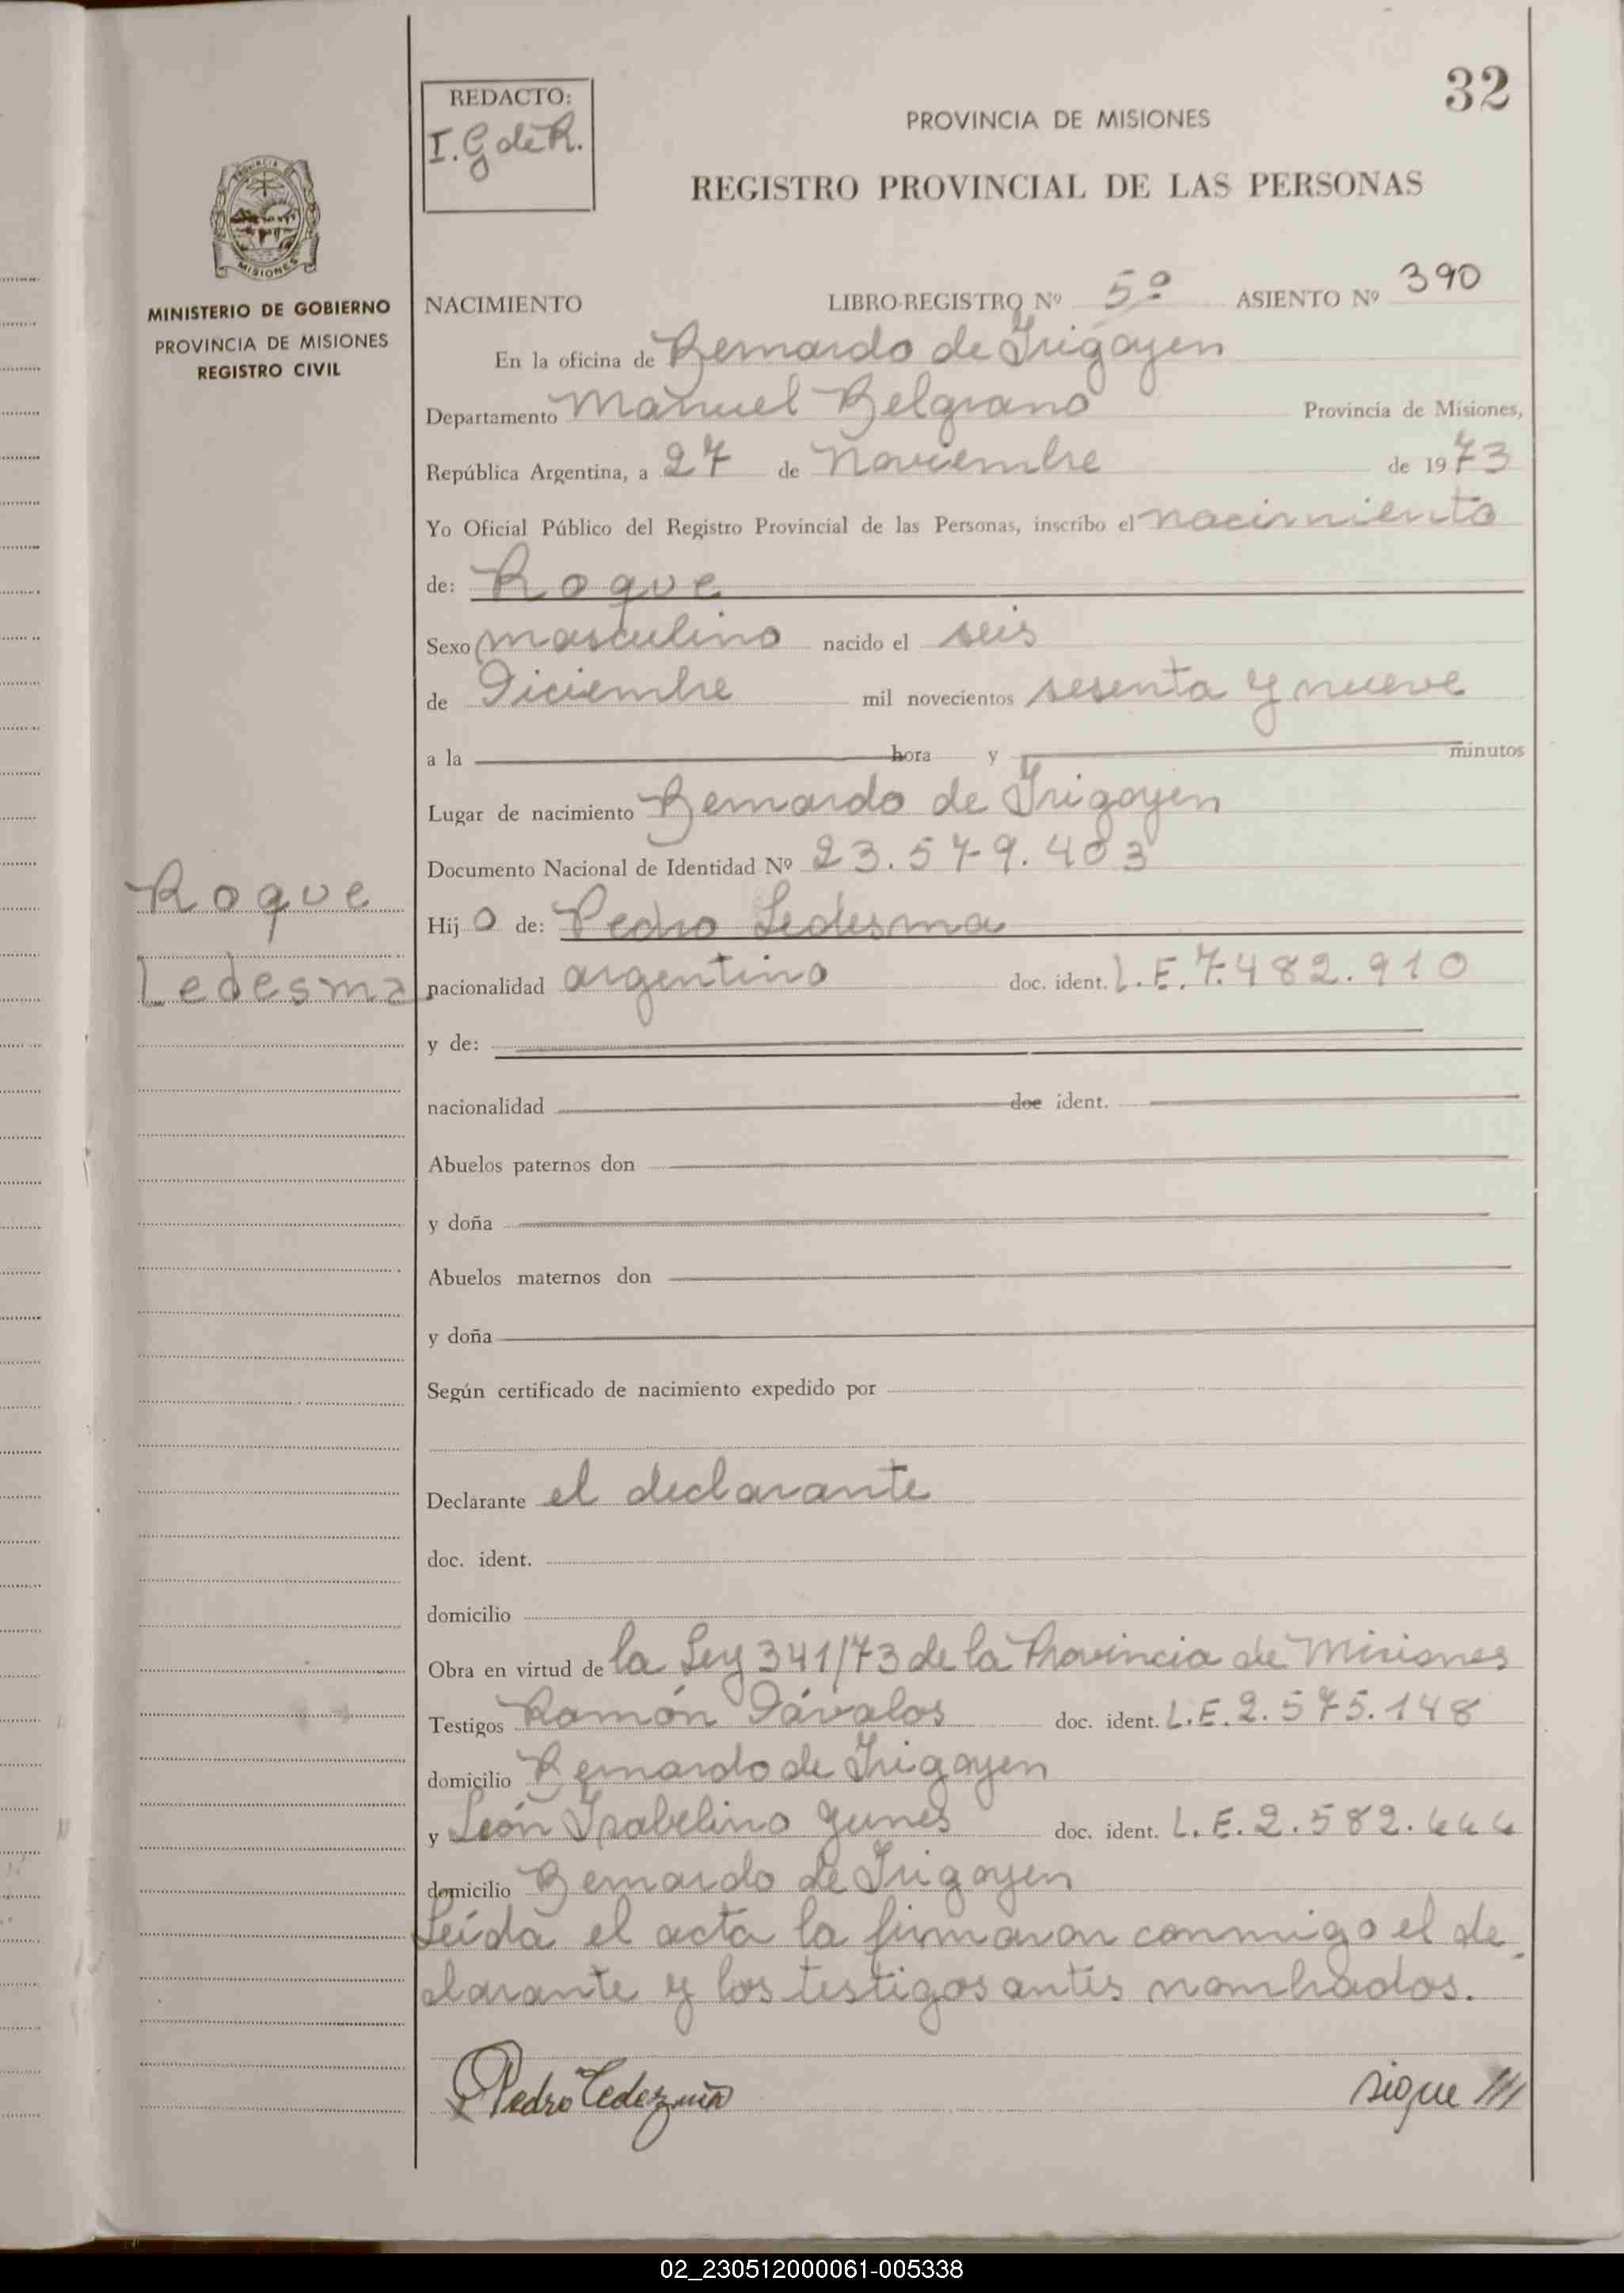 32
REDACTO:
I. G de R.
PROVINCIA DE MISIONES
REGISTRO PROVINCIAL DE LAS PERSONAS
MISIONES
MINISTERIO DE GOBIERNO
PROVINCIA DE MISIONES
REGISTRO CIVIL
NACIMIENTO LIBRO-REGISTRO Nº 5º ASIENTO Nº 390
En la oficina de Bernardo de Irigoyen
Departamento Manuel Belgrano Provincia de Misiones,
República Argentina, a 27 de Noviembre de 1973
Yo Oficial Público del Registro Provincial de las Personas, inscribo el nacimiento
de: Roque
Sexo masculino nacido el seis
de Diciembre mil novecientos sesenta y nueve
a la hora y minutos
Lugar de nacimiento Bernardo de Irigoyen
Documento Nacional de Identidad Nº 23.579.403
Roque
Hijo de: Pedro Ledesma
Ledesma
nacionalidad argentino doc. ident. L.E. 7.482.910
y de:
nacionalidad doc ident.
Abuelos paternos don
y doña
Abuelos maternos don
y doña
Según certificado de nacimiento expedido por
Declarante el declarante
doc. ident.
domicilio
Obra en virtud de la Ley 341/73 de la Provincia de Misiones
Testigos Ramón Dávalos doc. ident. L.E. 2.575.148
domicilio Bernardo de Irigoyen
y León Isabelino doc. ident. L.E. 2.582.
domicilio Bernardo de Irigoyen
Leída el acta la firmaron conmigo el de-
clarante y los testigos antes nombrados.
Pedro Ledezma
sigue ///
02_230512000061-005338